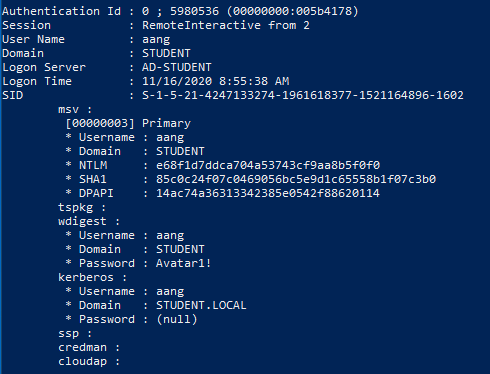 Authentication Id : 0 ; 5980536 (00000000:005b4178)
Session           : RemoteInteractive from 2
User Name         : aang
Domain            : STUDENT
Logon Server      : AD-STUDENT
Logon Time        : 11/16/2020 8:55:38 AM
SID               : S-1-5-21-4247133274-1961618377-1521164896-1602
        msv :
         [00000003] Primary
         * Username : aang
         * Domain   : STUDENT
         * NTLM     : e68f1d7ddca704a53743cf9aa8b5f0f0
         * SHA1     : 85c0c24f07c0469056bc5e9d1c65558b1f07c3b0
         * DPAPI    : 14ac74a36313342385e0542f88620114
        tspkg :
        wdigest :
         * Username : aang
         * Domain   : STUDENT
         * Password : Avatar1!
        kerberos :
         * Username : aang
         * Domain   : STUDENT.LOCAL
         * Password : (null)
        ssp :
        credman :
        cloudap :